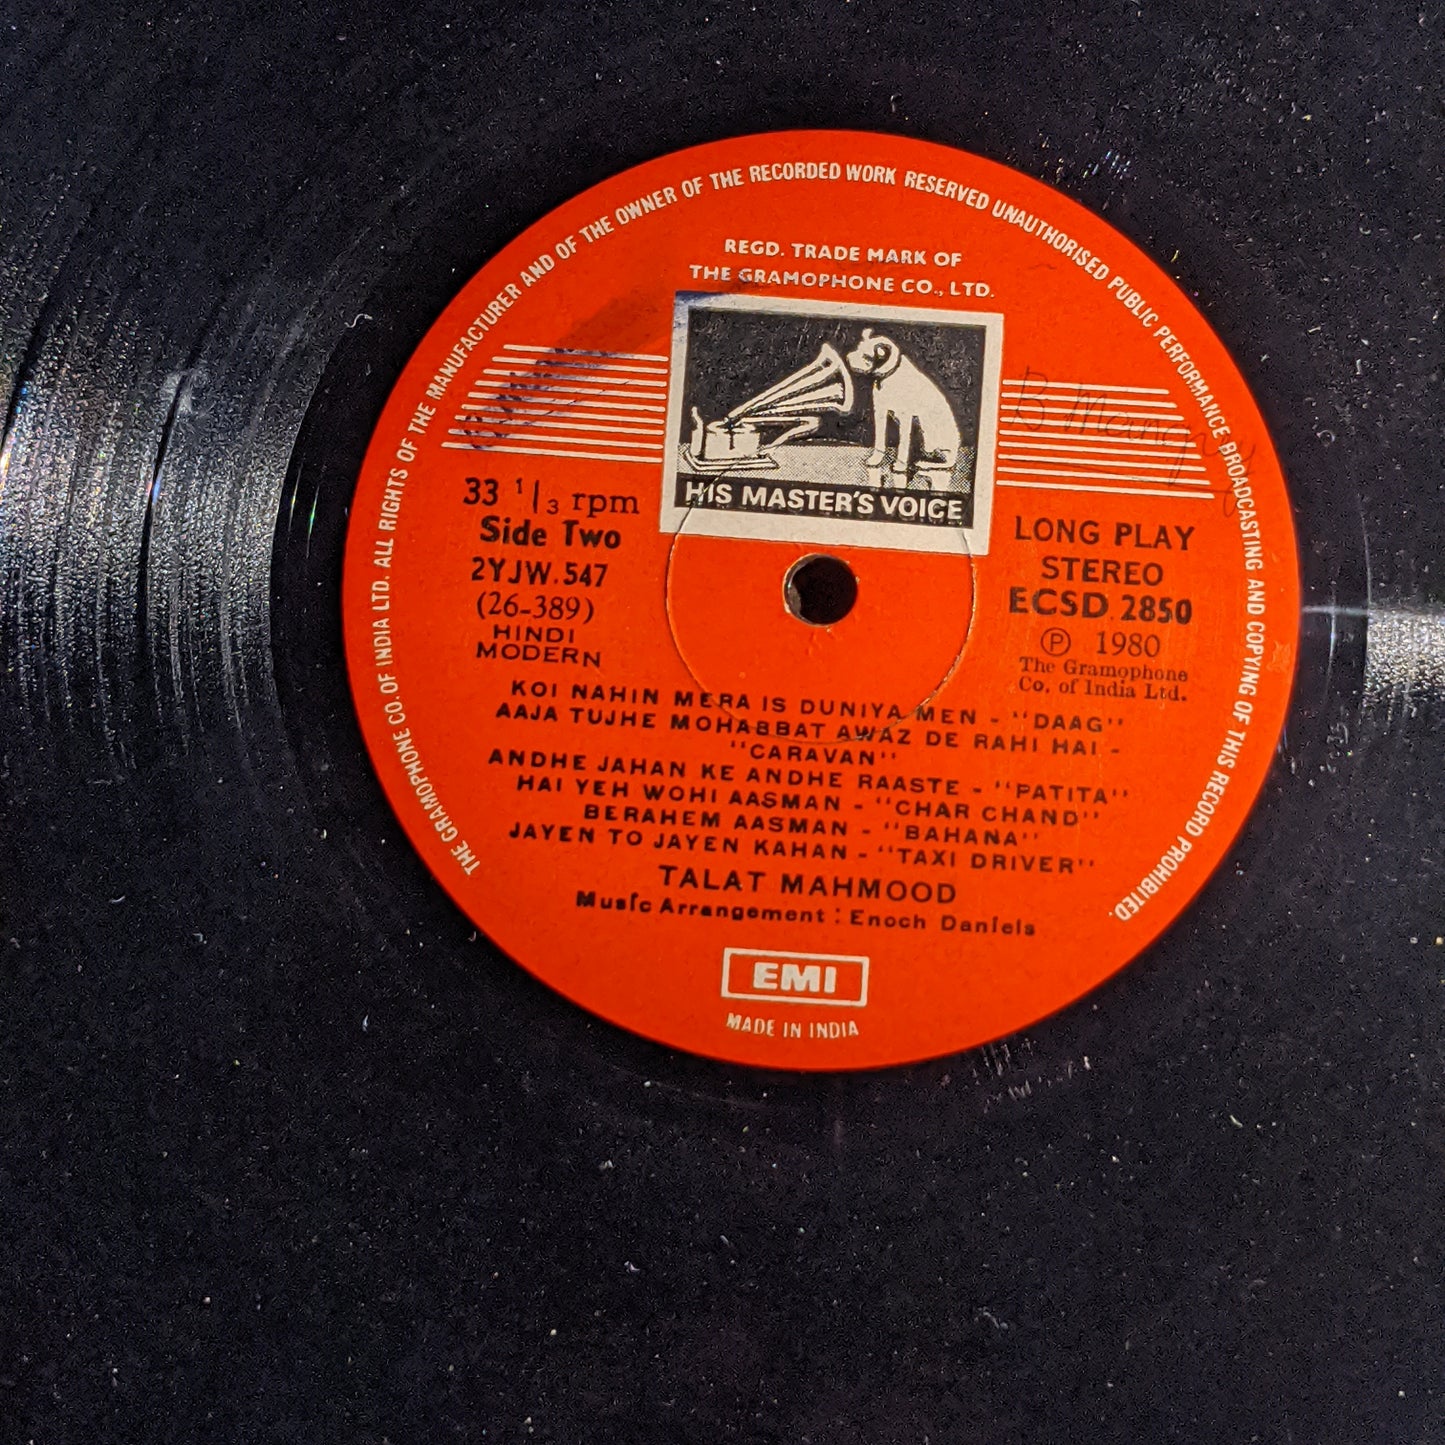 THE GRAMOPHONE CO. OF INDIA LTD. ALL RIGHTS OF THE MANUFACTURER AND OF THE OWNER OF THE RECORDED WORK RESERVED UNAUTHORISED PUBLIC PERFORMANCE BROADCASTING AND COPYING OF THIS RECORD PROHIBITED.
REGD. TRADE MARK OF
THE GRAMOPHONE CO., LTD.
HIS MASTER'S VOICE
33 1/3 rpm
Side Two
2YJW.547
(26-389)
HINDI
MODERN
LONG PLAY
STEREO
ECSD 2850
Ⓟ 1980
The Gramophone
Co. of India Ltd.
KOI NAHIN MERA IS DUNIYA MEN - "DAAG"
AAJA TUJHE MOHABBAT AWAZ DE RAHI HAI -
"CARAVAN"
ANDHE JAHAN KE ANDHE RAASTE - "PATITA"
HAI YEH WOHI AASMAN - "CHAR CHAND"
BERAHEM AASMAN - "BAHANA"
JAYEN TO JAYEN KAHAN - "TAXI DRIVER"
TALAT MAHMOOD
Music Arrangement : Enoch Daniels
EMI
MADE IN INDIA